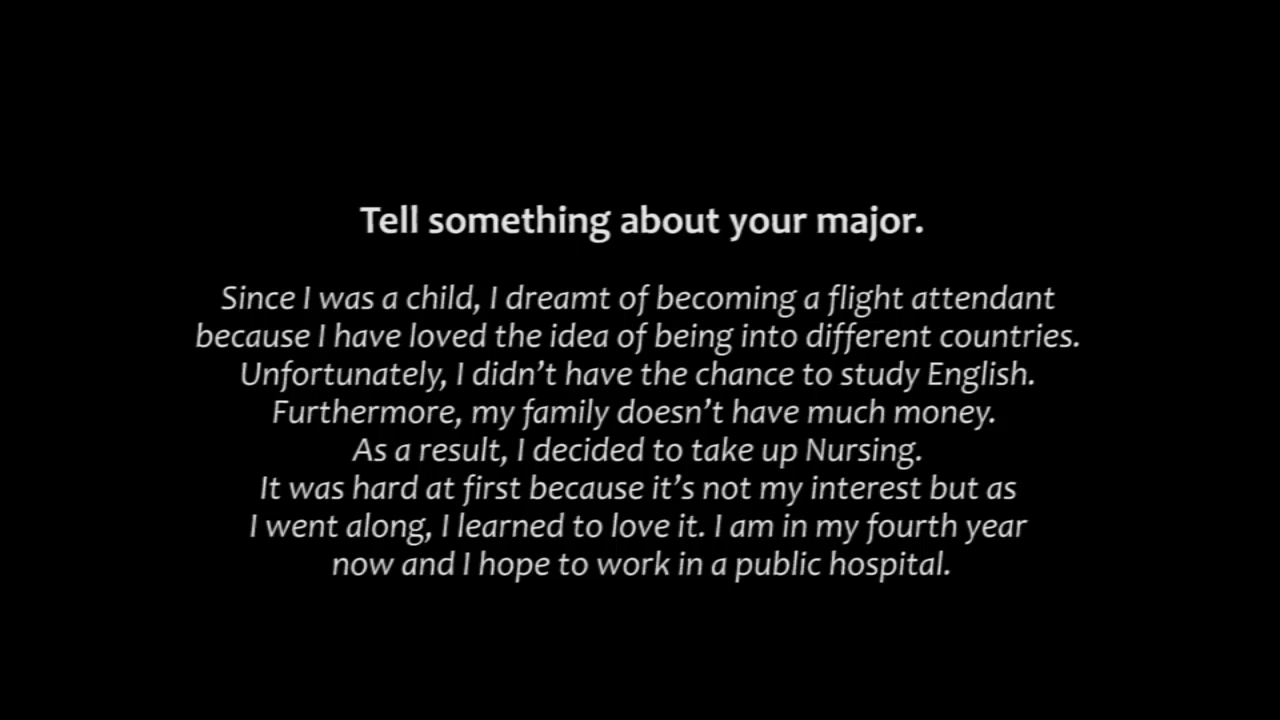 Tell something about your major.
Since I was a child, I dreamt of becoming a flight attendant
because I have loved the idea of being into different countries.
Unfortunately, I didn’t have the chance to study English.
Furthermore, my family doesn’t have much money.
As a result, I decided to take up Nursing.
It was hard at first because it’s not my interest but as
I went along, I learned to love it. I am in my fourth year
now and I hope to work in a public hospital.